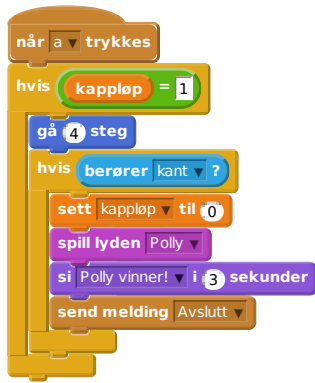 når a trykkes
hvis kappløp = 1
gå 4 steg
hvis berører kant ?
sett kappløp til 0
spill lyden Polly
si Polly vinner! i 3 sekunder
send melding Avslutt